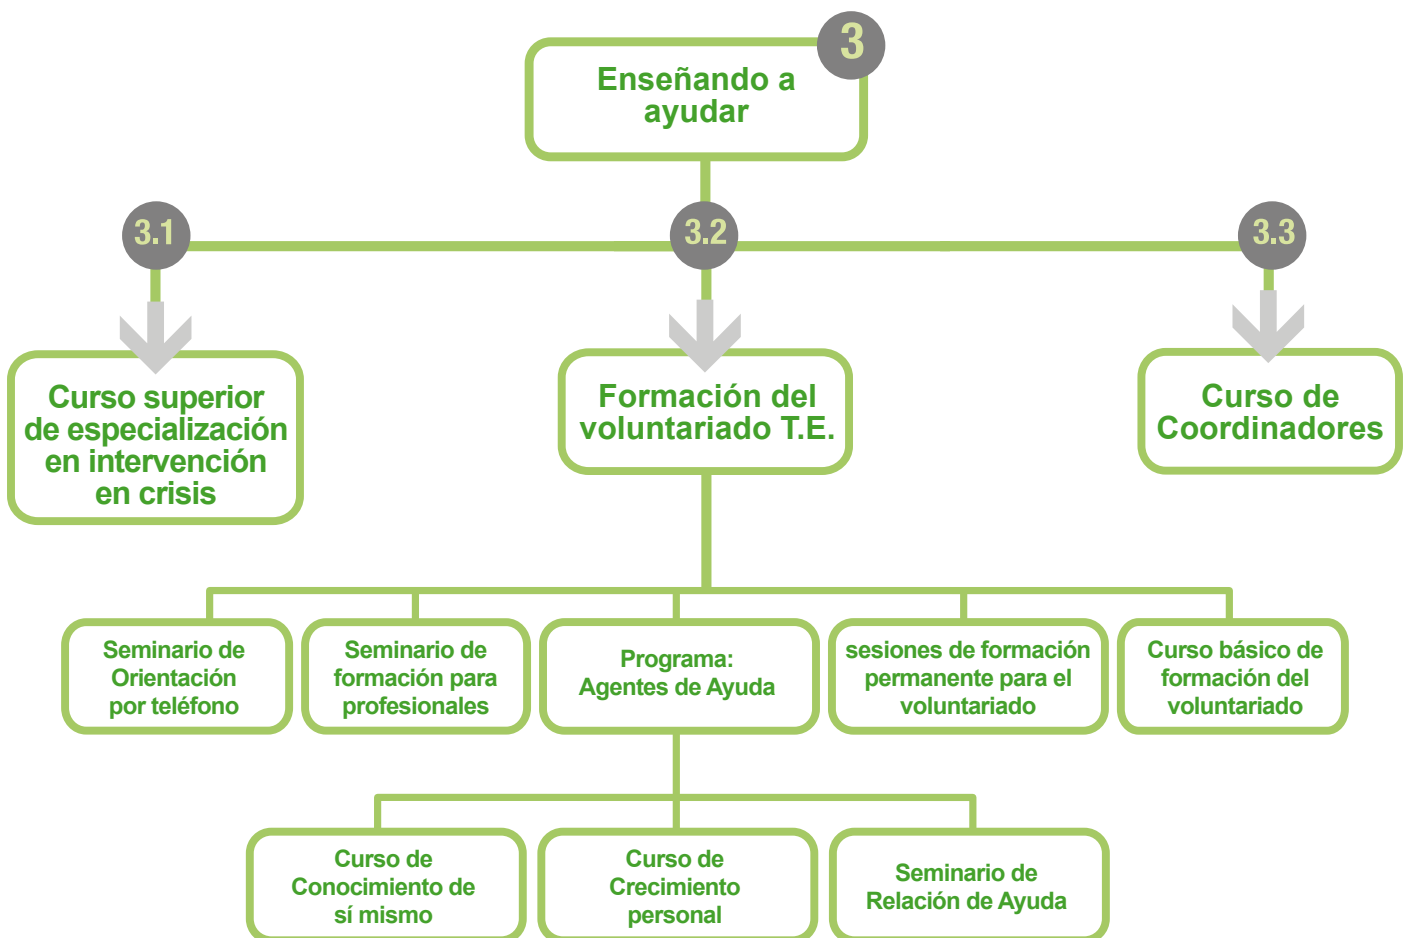 3
Enseñando a
ayudar
3.1
3.2
3.3
Curso superior
de especialización
en intervención
en crisis
Formación del
voluntariado T.E.
Curso de
Coordinadores
Seminario de
Orientación
por teléfono
Seminario de
formación para
profesionales
Programa:
Agentes de Ayuda
sesiones de formación
permanente para el
voluntariado
Curso básico de
formación del
voluntariado
Curso de
Conocimiento de
sí mismo
Curso de
Crecimiento
personal
Seminario de
Relación de Ayuda